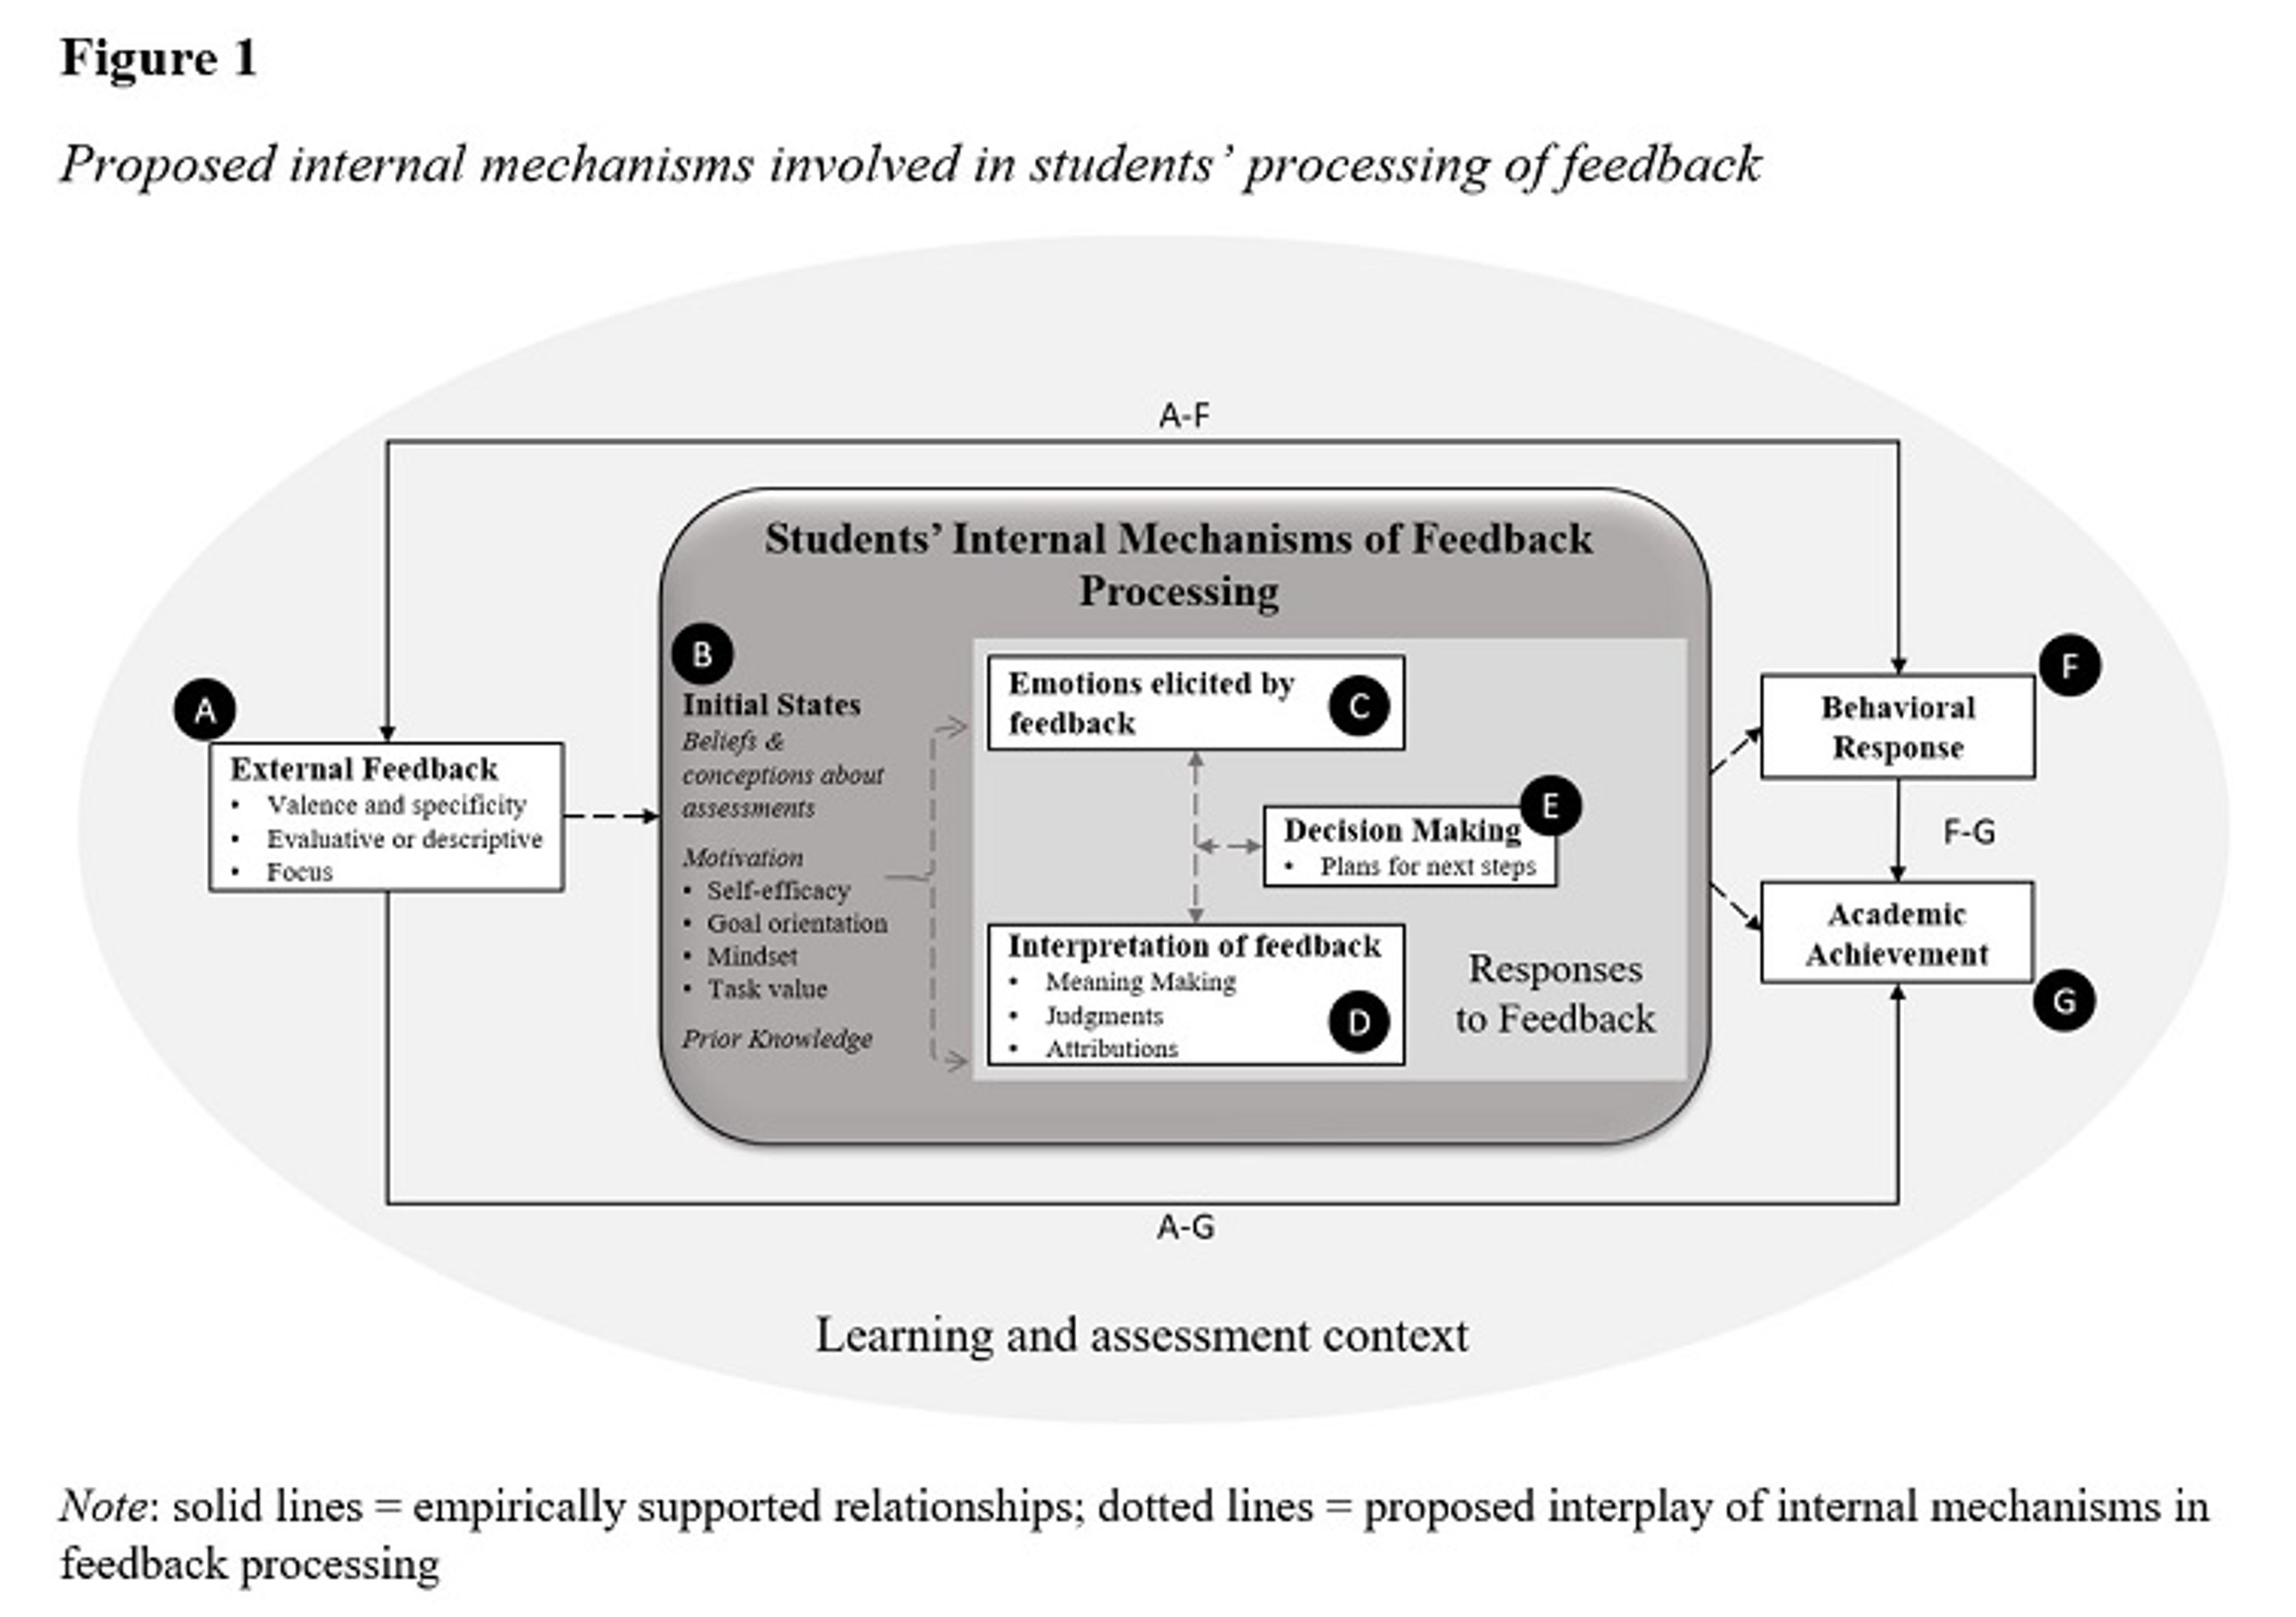 Figure 1
Proposed internal mechanisms involved in students’ processing of feedback
A-F
Students’ Internal Mechanisms of Feedback
Processing
A
External Feedback
• Valence and specificity
• Evaluative or descriptive
• Focus
B
Initial States
Beliefs &
conceptions about
assessments
Motivation
• Self-efficacy
• Goal orientation
• Mindset
• Task value
Prior Knowledge
Emotions elicited by
feedback
C
E
Decision Making
• Plans for next steps
Interpretation of feedback
• Meaning Making
• Judgments
• Attributions
D
Responses
to Feedback
F
Behavioral
Response
F-G
Academic
Achievement
G
A-G
Learning and assessment context
Note: solid lines = empirically supported relationships; dotted lines = proposed interplay of internal mechanisms in
feedback processing